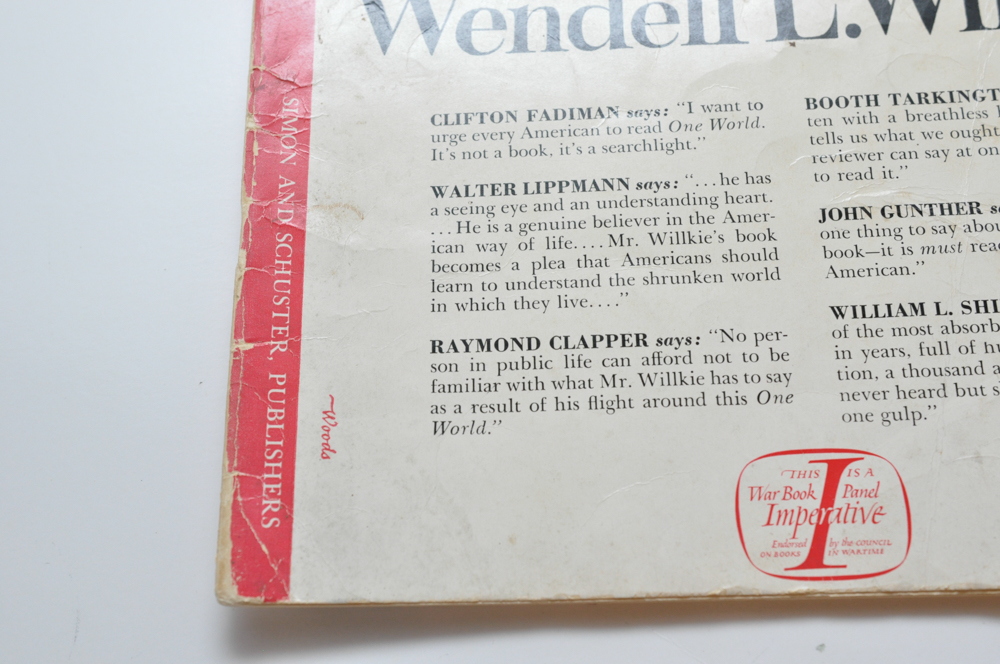 Wendell L. Wil
CLIFTON FADIMAN says: "I want to
urge every American to read One World.
It's not a book, it's a searchlight."
WALTER LIPPMANN says: "...he has
a seeing eye and an understanding heart.
...He is a genuine believer in the Amer-
ican way of life.... Mr. Willkie's book
becomes a plea that Americans should
learn to understand the shrunken world
in which they live...."
RAYMOND CLAPPER says: "No per-
son in public life can afford not to be
familiar with what Mr. Willkie has to say
as a result of his flight around this One
World."
BOOTH TARKINGT
ten with a breathless
tells us what we ought
reviewer can say at on
to read it."
JOHN GUNTHER s
one thing to say abou
book—it is must rea
American."
WILLIAM L. SHI
of the most absorb
in years, full of hu
tion, a thousand a
never heard but s
one gulp."
SIMON AND SCHUSTER, PUBLISHERS
~Woods
THIS I IS A
War Book Panel
Imperative
Endorsed by the COUNCIL
ON BOOKS IN WARTIME